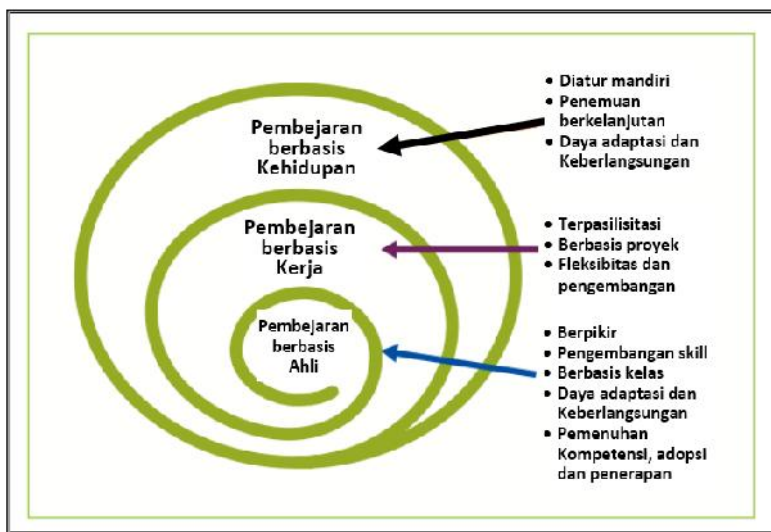 Pembejaran
berbasis
Kehidupan
• Diatur mandiri
• Penemuan
berkelanjutan
• Daya adaptasi dan
Keberlangsungan
Pembejaran
berbasis
Kerja
• Terpasilisitasi
• Berbasis proyek
• Fleksibitas dan
pengembangan
Pembejaran
berbasis
Ahli
• Berpikir
• Pengembangan skill
• Berbasis kelas
• Daya adaptasi dan
Keberlangsungan
• Pemenuhan
Kompetensi, adopsi
dan penerapan